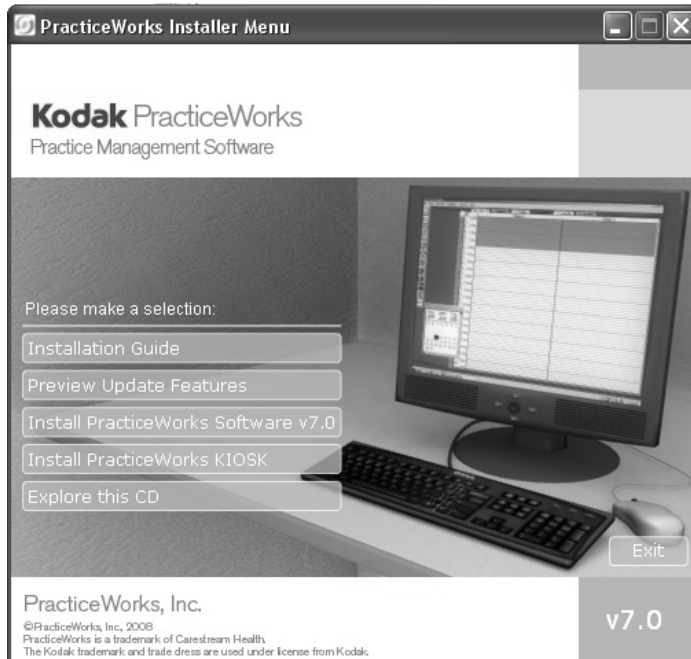 PracticeWorks Installer Menu
Kodak PracticeWorks
Practice Management Software
Please make a selection:
Installation Guide
Preview Update Features
Install PracticeWorks Software v7.0
Install PracticeWorks KIOSK
Explore this CD
Exit
PracticeWorks, Inc.
©PracticeWorks, Inc., 2008
PracticeWorks is a trademark of Carestream Health.
The Kodak trademark and trade dress are used under license from Kodak.
v7.0